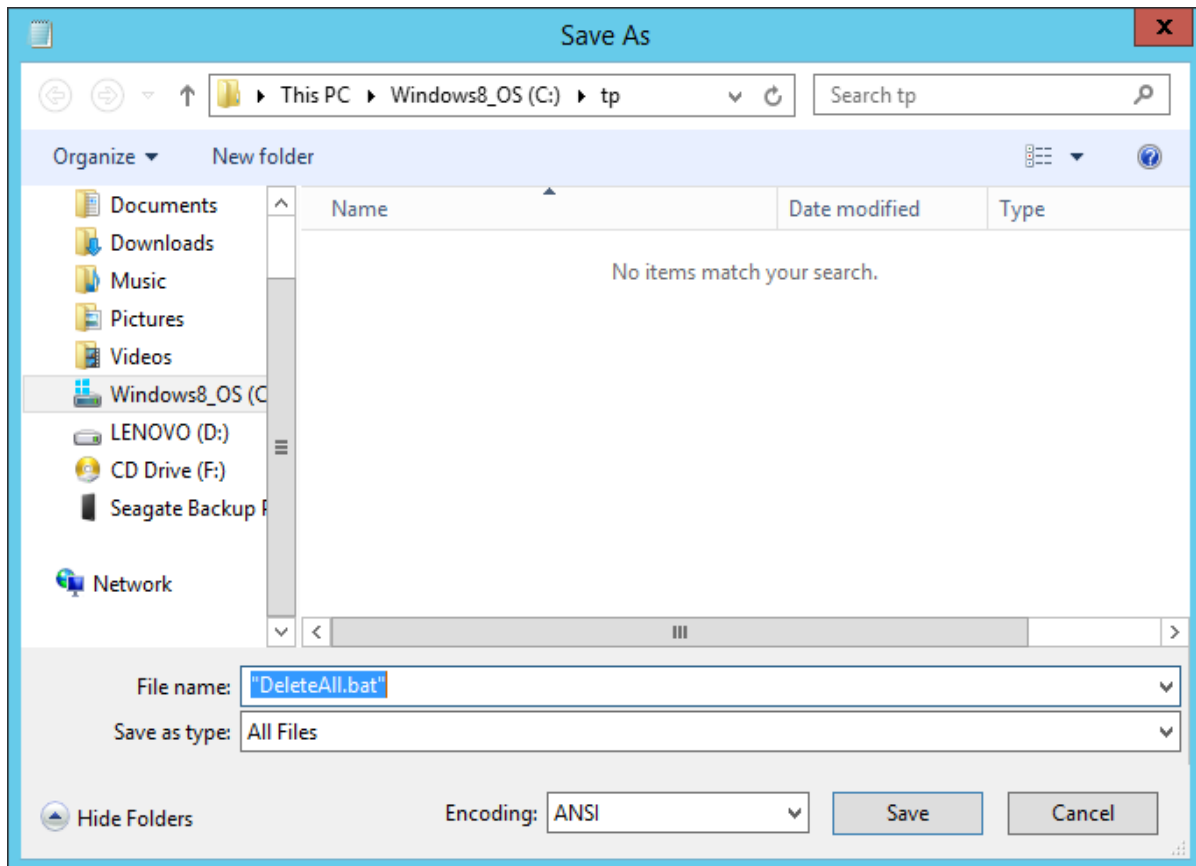 Save As
x
This PC Windows8_OS (C:) tp Search tp
Organize New folder
Name Date modified Type
No items match your search.
Documents
Downloads
Music
Pictures
Videos
Windows8_OS (C
LENOVO (D:)
CD Drive (F:)
Seagate Backup P
Network
File name: "DeleteAll.bat"
Save as type: All Files
Hide Folders Encoding: ANSI Save Cancel